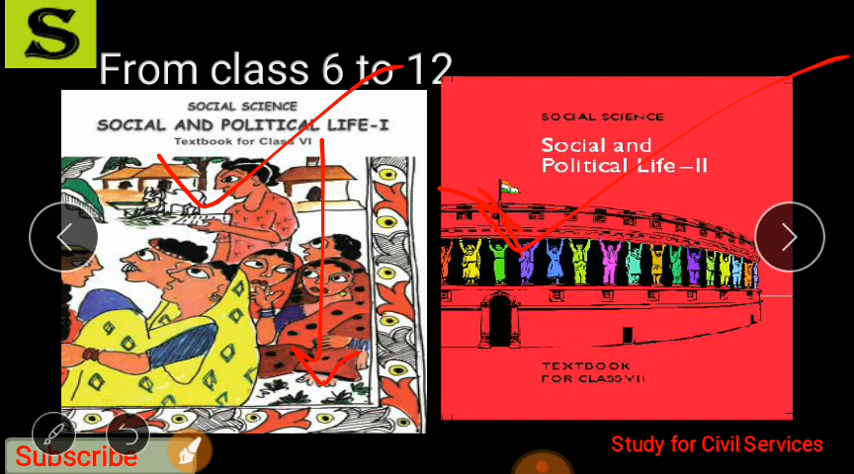 S
From class 6 to 12
SOCIAL SCIENCE
SOCIAL AND POLITICAL LIFE-I
Textbook for Class VI
SOCIAL SCIENCE
Social and
Political Life – II
TEXTBOOK
FOR CLASS VII
Subscribe
Study for Civil Services